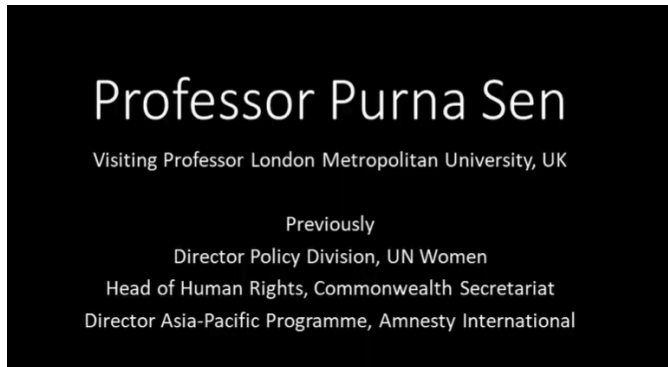 Professor Purna Sen
Visiting Professor London Metropolitan University, UK
Previously
Director Policy Division, UN Women
Head of Human Rights, Commonwealth Secretariat
Director Asia-Pacific Programme, Amnesty International